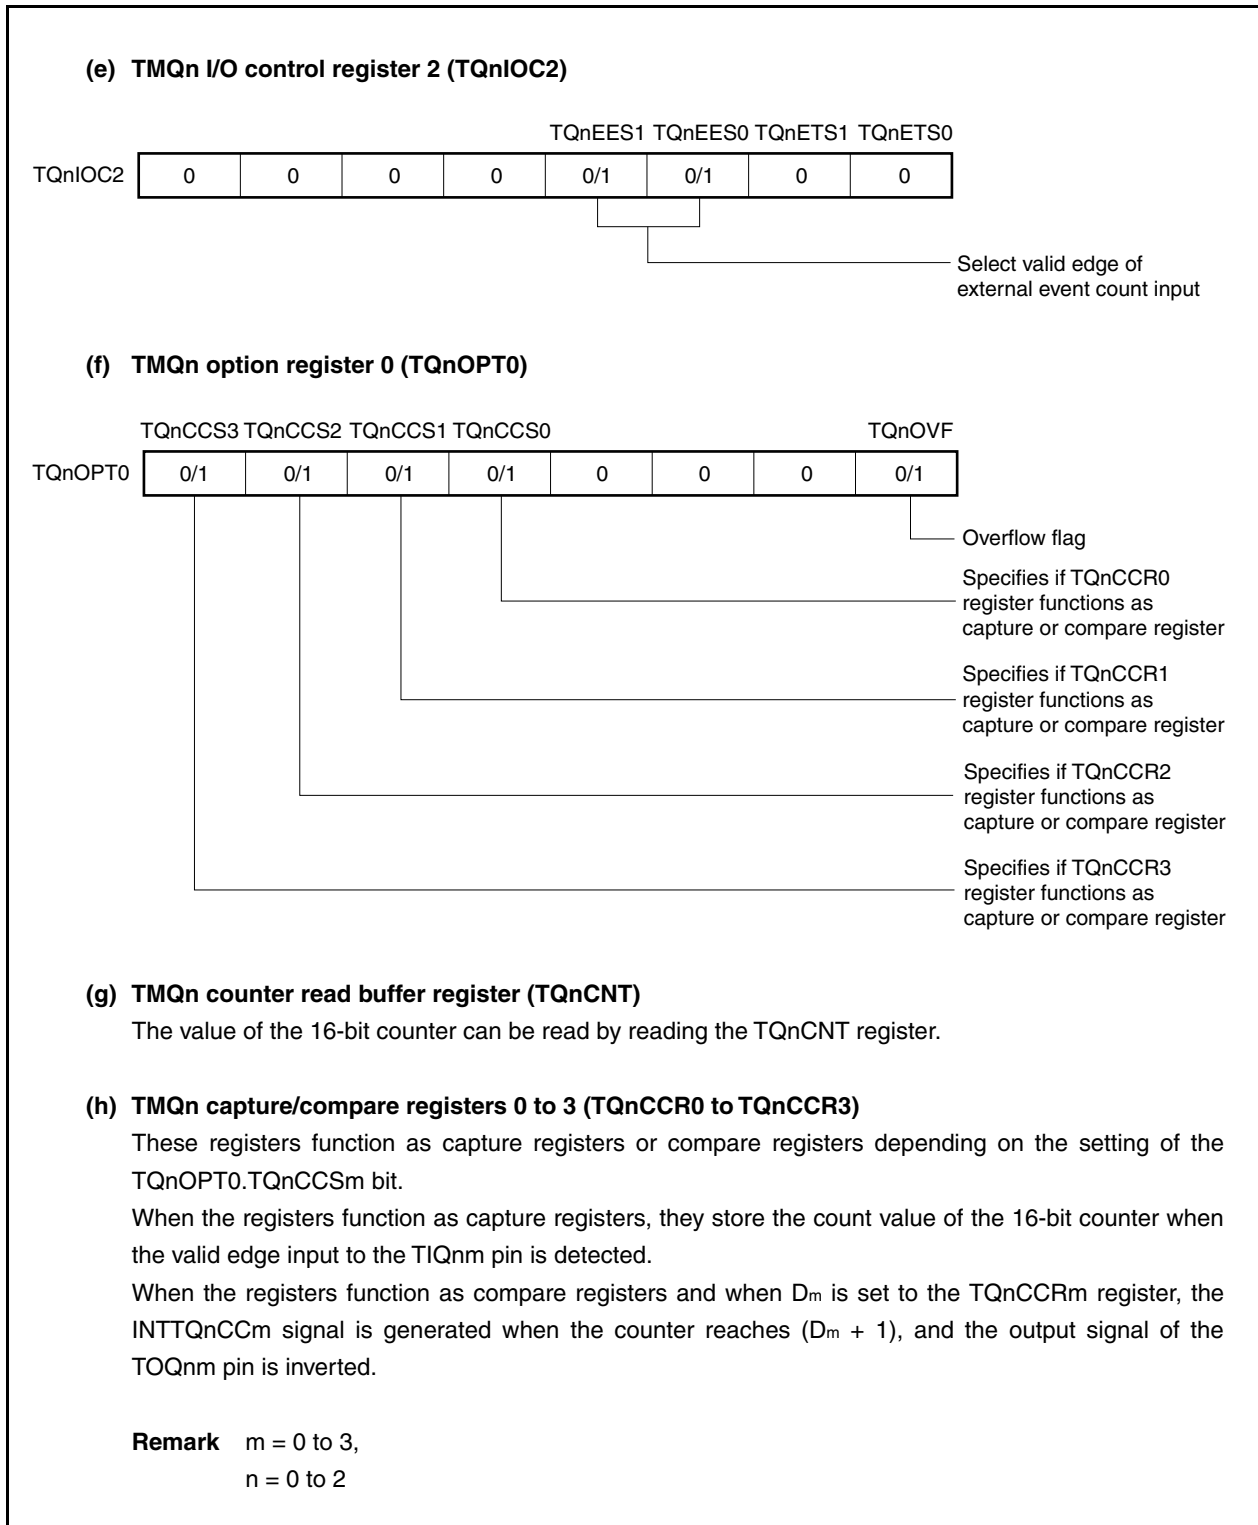 (e) TMQn I/O control register 2 (TQnIOC2)
TQnEES1 TQnEES0 TQnETS1 TQnETS0
TQnIOC2 0 0 0 0 0/1 0/1 0 0
Select valid edge of
external event count input
(f) TMQn option register 0 (TQnOPT0)
TQnCCS3 TQnCCS2 TQnCCS1 TQnCCS0 TQnOVF
TQnOPT0 0/1 0/1 0/1 0/1 0 0 0 0/1
Overflow flag
Specifies if TQnCCR0
register functions as
capture or compare register
Specifies if TQnCCR1
register functions as
capture or compare register
Specifies if TQnCCR2
register functions as
capture or compare register
Specifies if TQnCCR3
register functions as
capture or compare register
(g) TMQn counter read buffer register (TQnCNT)
The value of the 16-bit counter can be read by reading the TQnCNT register.
(h) TMQn capture/compare registers 0 to 3 (TQnCCR0 to TQnCCR3)
These registers function as capture registers or compare registers depending on the setting of the
TQnOPT0.TQnCCSm bit.
When the registers function as capture registers, they store the count value of the 16-bit counter when
the valid edge input to the TIQnm pin is detected.
When the registers function as compare registers and when Dm is set to the TQnCCRm register, the
INTTQnCCm signal is generated when the counter reaches (Dm + 1), and the output signal of the
TOQnm pin is inverted.
Remark m = 0 to 3,
n = 0 to 2